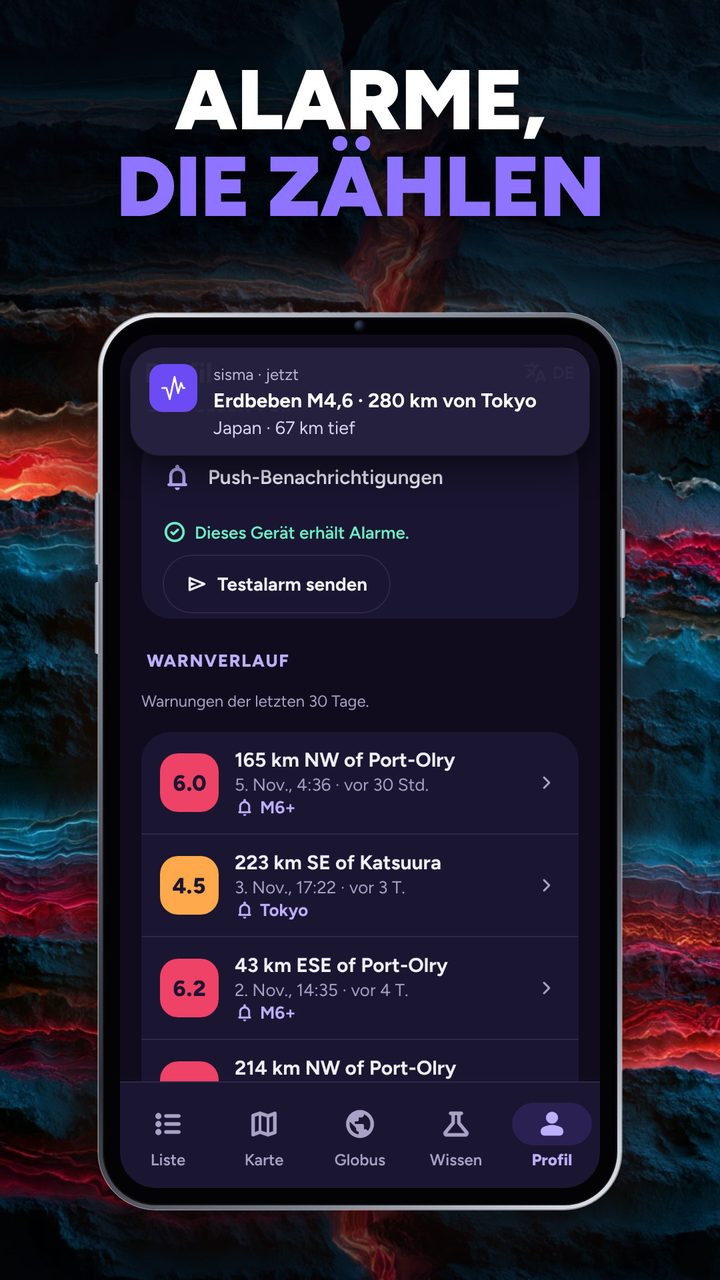 ALARME,
DIE ZÄHLEN
sisma · jetzt
Erdbeben M4,6 · 280 km von Tokyo
Japan · 67 km tief
DE
Push-Benachrichtigungen
Dieses Gerät erhält Alarme.
Testalarm senden
WARNVERLAUF
Warnungen der letzten 30 Tage.
6.0
165 km NW of Port-Olry
5. Nov., 4:36 · vor 30 Std.
M6+
4.5
223 km SE of Katsuura
3. Nov., 17:22 · vor 3 T.
Tokyo
6.2
43 km ESE of Port-Olry
2. Nov., 14:35 · vor 4 T.
M6+
214 km NW of Port-Olry
Liste
Karte
Globus
Wissen
Profil